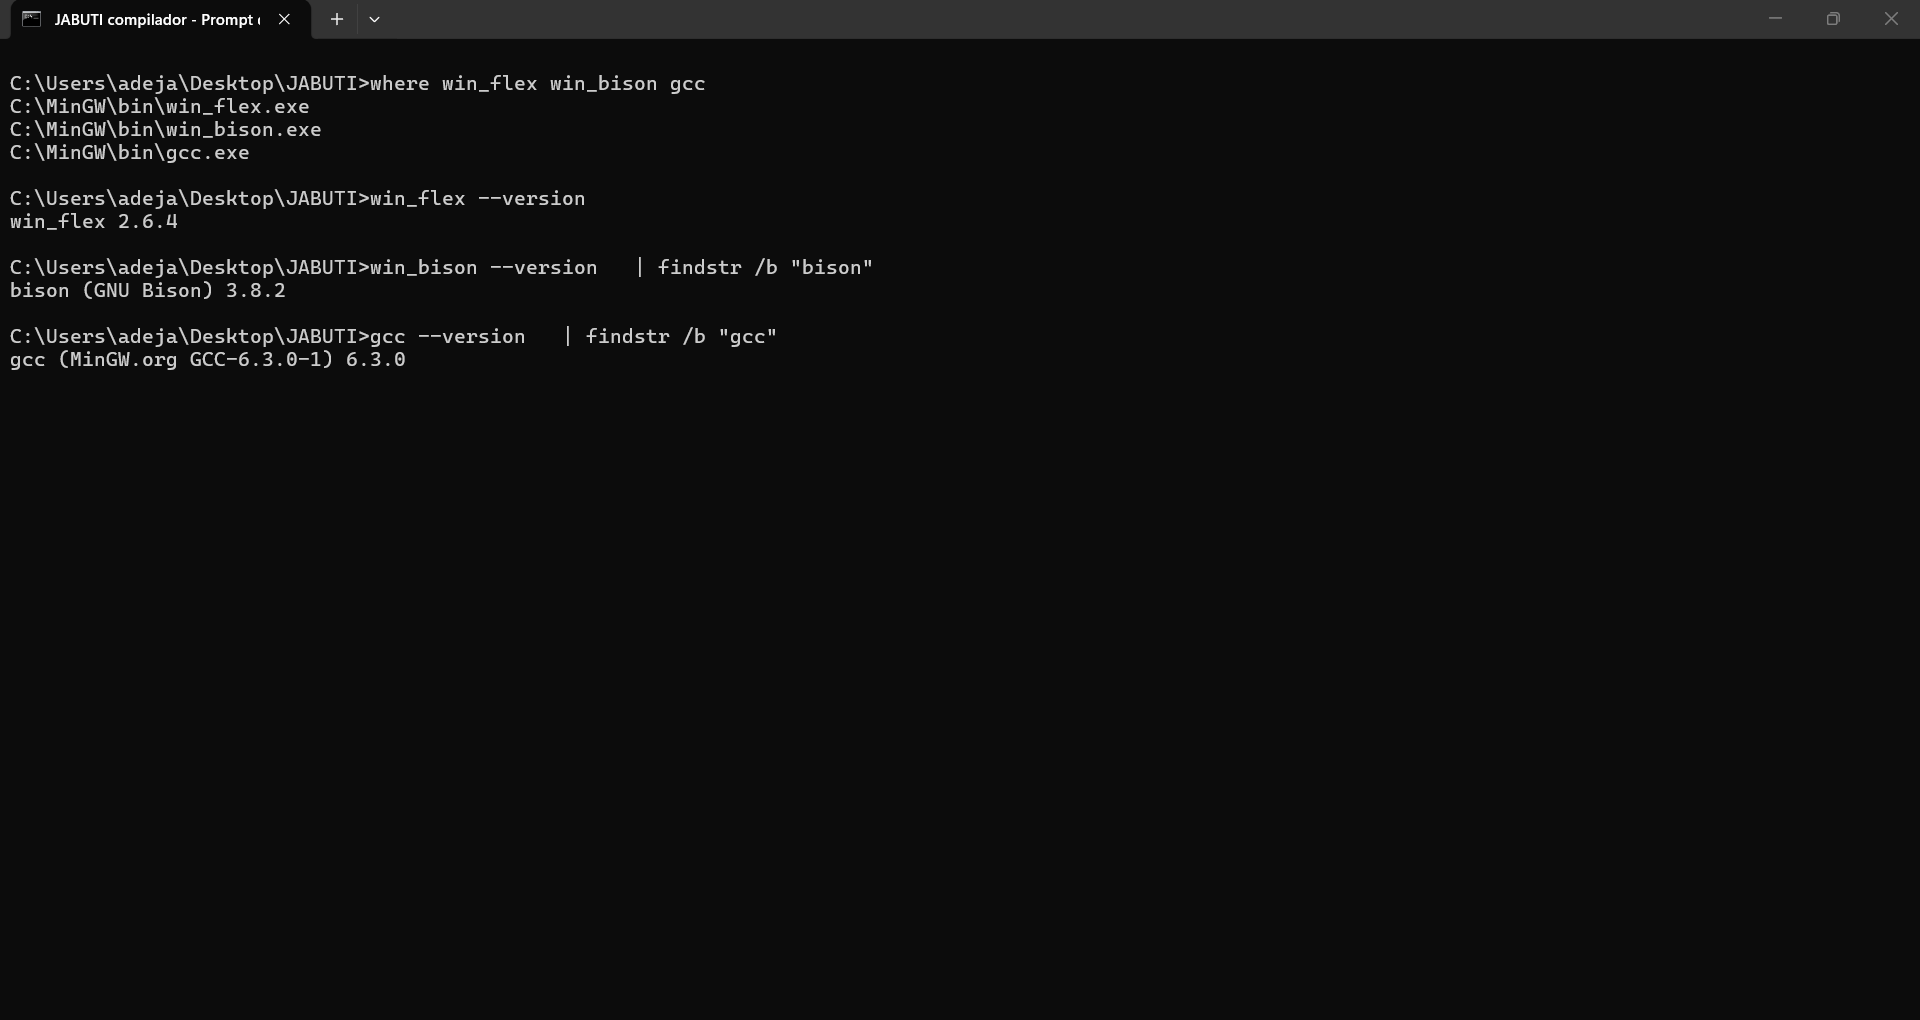 JABUTI compilador - Prompt
C:\Users\adeja\Desktop\JABUTI>where win_flex win_bison gcc
C:\MinGW\bin\win_flex.exe
C:\MinGW\bin\win_bison.exe
C:\MinGW\bin\gcc.exe
C:\Users\adeja\Desktop\JABUTI>win_flex --version
win_flex 2.6.4
C:\Users\adeja\Desktop\JABUTI>win_bison --version   | findstr /b "bison"
bison (GNU Bison) 3.8.2
C:\Users\adeja\Desktop\JABUTI>gcc --version   | findstr /b "gcc"
gcc (MinGW.org GCC-6.3.0-1) 6.3.0